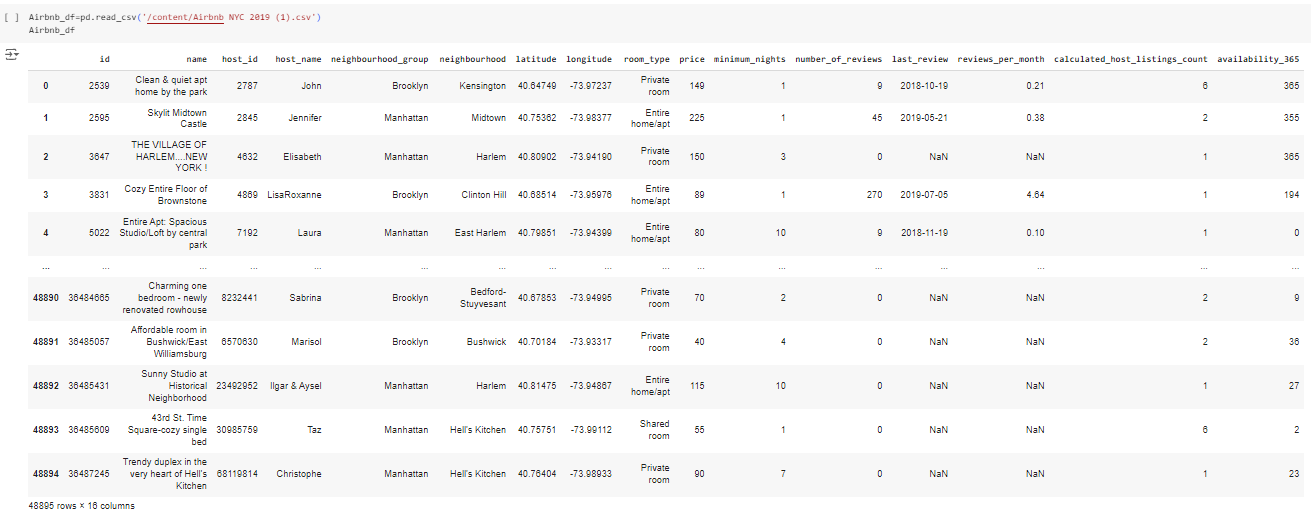 [ ] Airbnb_df=pd.read_csv('/content/Airbnb NYC 2019 (1).csv')
Airbnb_df
id name host_id host_name neighbourhood_group neighbourhood latitude longitude room_type price minimum_nights number_of_reviews last_review reviews_per_month calculated_host_listings_count availability_365
0 2539 Clean & quiet apt home by the park 2787 John Brooklyn Kensington 40.64749 -73.97237 Private room 149 1 9 2018-10-19 0.21 6 365
1 2595 Skylit Midtown Castle 2845 Jennifer Manhattan Midtown 40.75362 -73.98377 Entire home/apt 225 1 45 2019-05-21 0.38 2 355
2 3647 THE VILLAGE OF HARLEM....NEW YORK ! 4632 Elisabeth Manhattan Harlem 40.80902 -73.94190 Private room 150 3 0 NaN NaN 1 365
3 3831 Cozy Entire Floor of Brownstone 4869 LisaRoxanne Brooklyn Clinton Hill 40.68514 -73.95976 Entire home/apt 89 1 270 2019-07-05 4.64 1 194
4 5022 Entire Apt: Spacious Studio/Loft by central park 7192 Laura Manhattan East Harlem 40.79851 -73.94399 Entire home/apt 80 10 9 2018-11-19 0.10 1 0
... ... ... ... ... ... ... ... ... ... ... ... ... ... ... ... ...
48890 36484665 Charming one bedroom - newly renovated rowhouse 8232441 Sabrina Brooklyn Bedford-Stuyvesant 40.67853 -73.94995 Private room 70 2 0 NaN NaN 2 9
48891 36485057 Affordable room in Bushwick/East Williamsburg 6570630 Marisol Brooklyn Bushwick 40.70184 -73.93317 Private room 40 4 0 NaN NaN 2 36
48892 36485431 Sunny Studio at Historical Neighborhood 23492952 Ilgar & Aysel Manhattan Harlem 40.81475 -73.94867 Entire home/apt 115 10 0 NaN NaN 1 27
48893 36485609 43rd St. Time Square-cozy single bed 30985759 Taz Manhattan Hell's Kitchen 40.75751 -73.99112 Shared room 55 1 0 NaN NaN 6 2
48894 36487245 Trendy duplex in the very heart of Hell's Kitchen 68119814 Christophe Manhattan Hell's Kitchen 40.76404 -73.98933 Private room 90 7 0 NaN NaN 1 23
48895 rows × 16 columns